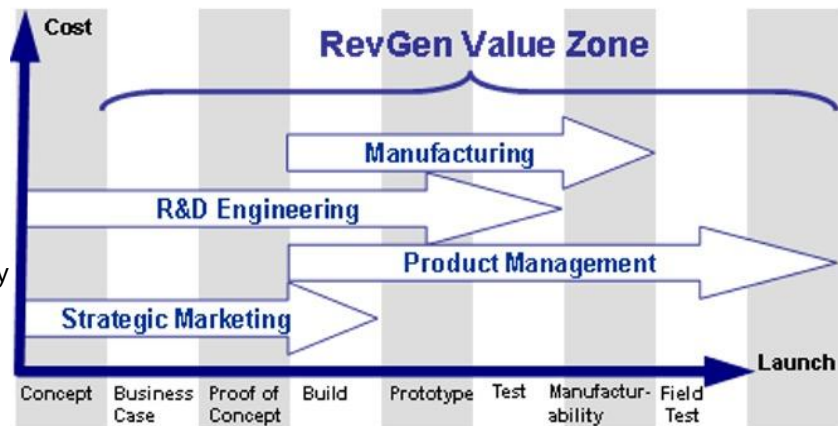 Cost
RevGen Value Zone
Manufacturing
R&D Engineering
y
Product Management
Strategic Marketing
Launch
Concept
Business
Case
Proof of
Concept
Build
Prototype
Test
Manufactur-
ability
Field
Test